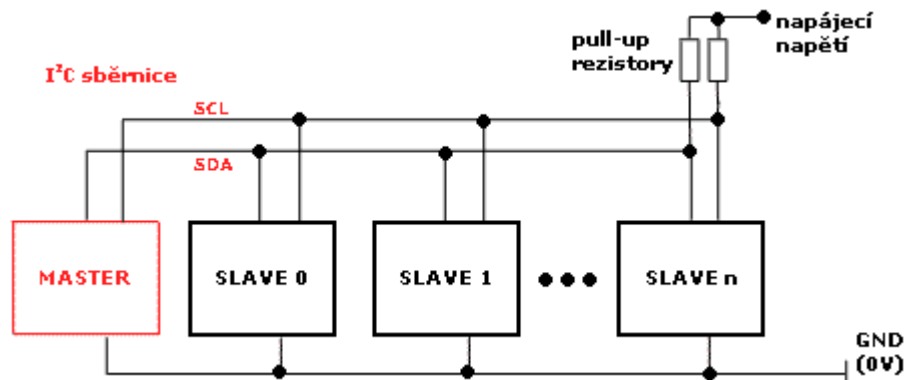 napájecí
napětí
pull-up
rezistory
I²C sběrnice
SCL
SDA
MASTER
SLAVE 0
SLAVE 1
SLAVE n
GND
(0V)